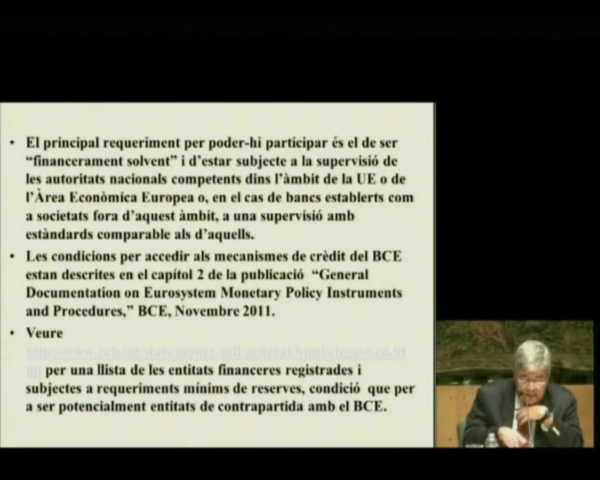 • El principal requeriment per poder-hi participar és el de ser
“financerament solvent” i d’estar subjecte a la supervisió de
les autoritats nacionals competents dins l’àmbit de la UE o de
l’Àrea Econòmica Europea o, en el cas de bancs establerts com
a societats fora d’aquest àmbit, a una supervisió amb
estàndards comparable als d’aquells.
• Les condicions per accedir als mecanismes de crèdit del BCE
estan descrites en el capítol 2 de la publicació “General
Documentation on Eurosystem Monetary Policy Instruments
and Procedures,” BCE, Novembre 2011.
• Veure
per una llista de les entitats financeres registrades i
subjectes a requeriments mínims de reserves, condició que per
a ser potencialment entitats de contrapartida amb el BCE.